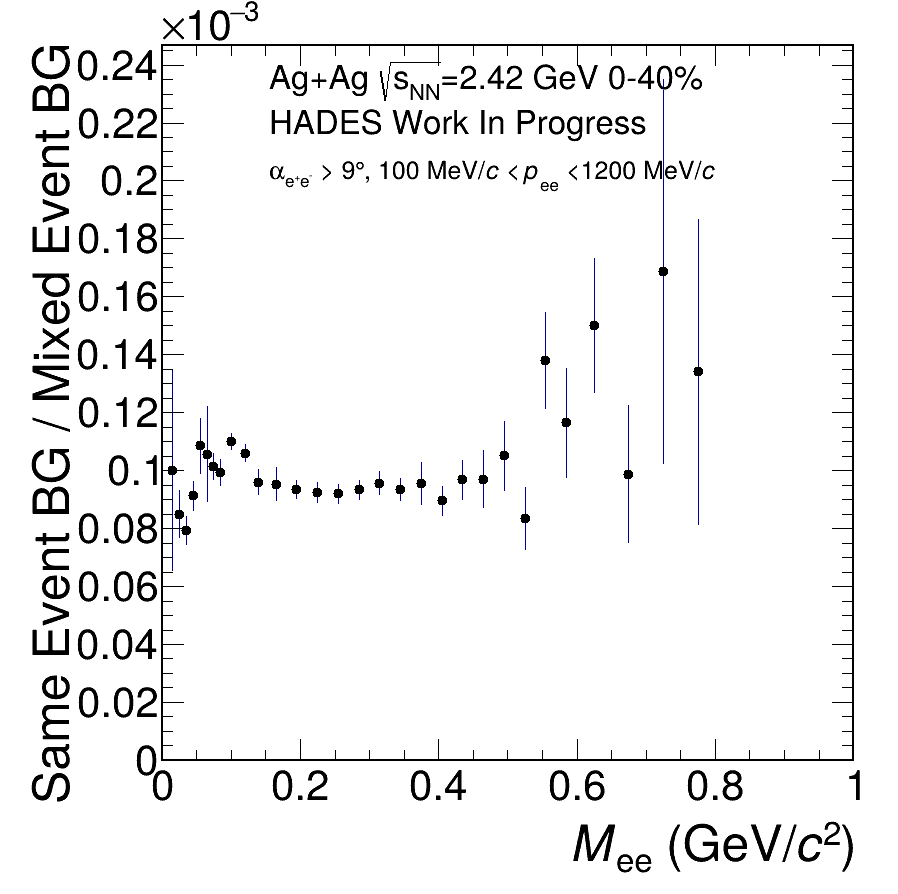 ×10⁻³
Ag+Ag √sNN=2.42 GeV 0-40%
HADES Work In Progress
αe⁺e⁻ > 9°, 100 MeV/c <pee <1200 MeV/c
Same Event BG / Mixed Event BG
0.24
0.22
0.2
0.18
0.16
0.14
0.12
0.1
0.08
0.06
0.04
0.02
0
0 0.2 0.4 0.6 0.8 1
Mee (GeV/c²)